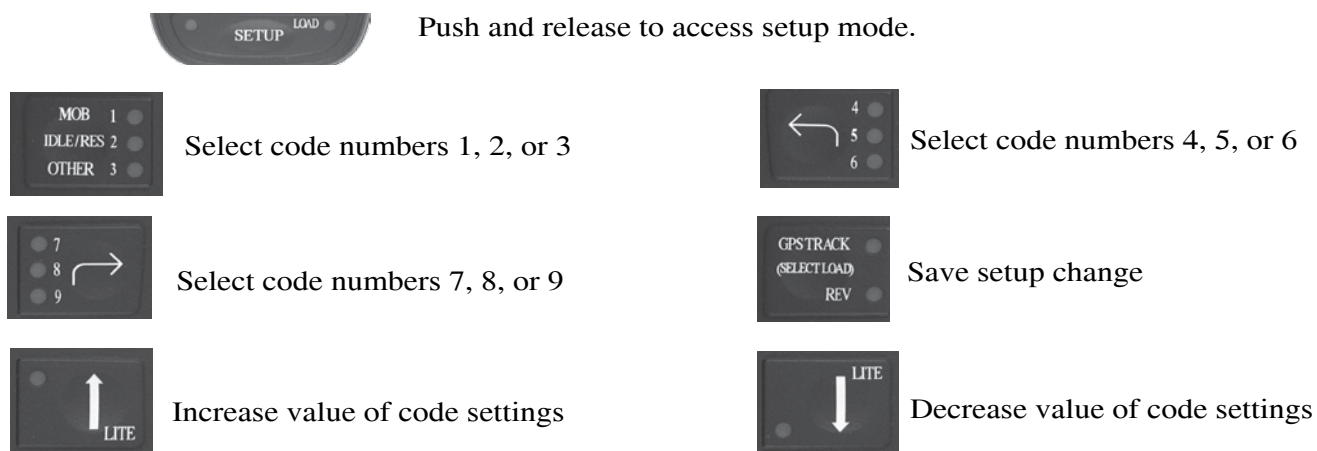 SETUP LOAD
Push and release to access setup mode.
MOB 1
IDLE/RES 2
OTHER 3
Select code numbers 1, 2, or 3
4
5
6
Select code numbers 4, 5, or 6
7
8
9
Select code numbers 7, 8, or 9
GPS TRACK
(SELECT LOAD)
REV
Save setup change
LITE
Increase value of code settings
LITE
Decrease value of code settings